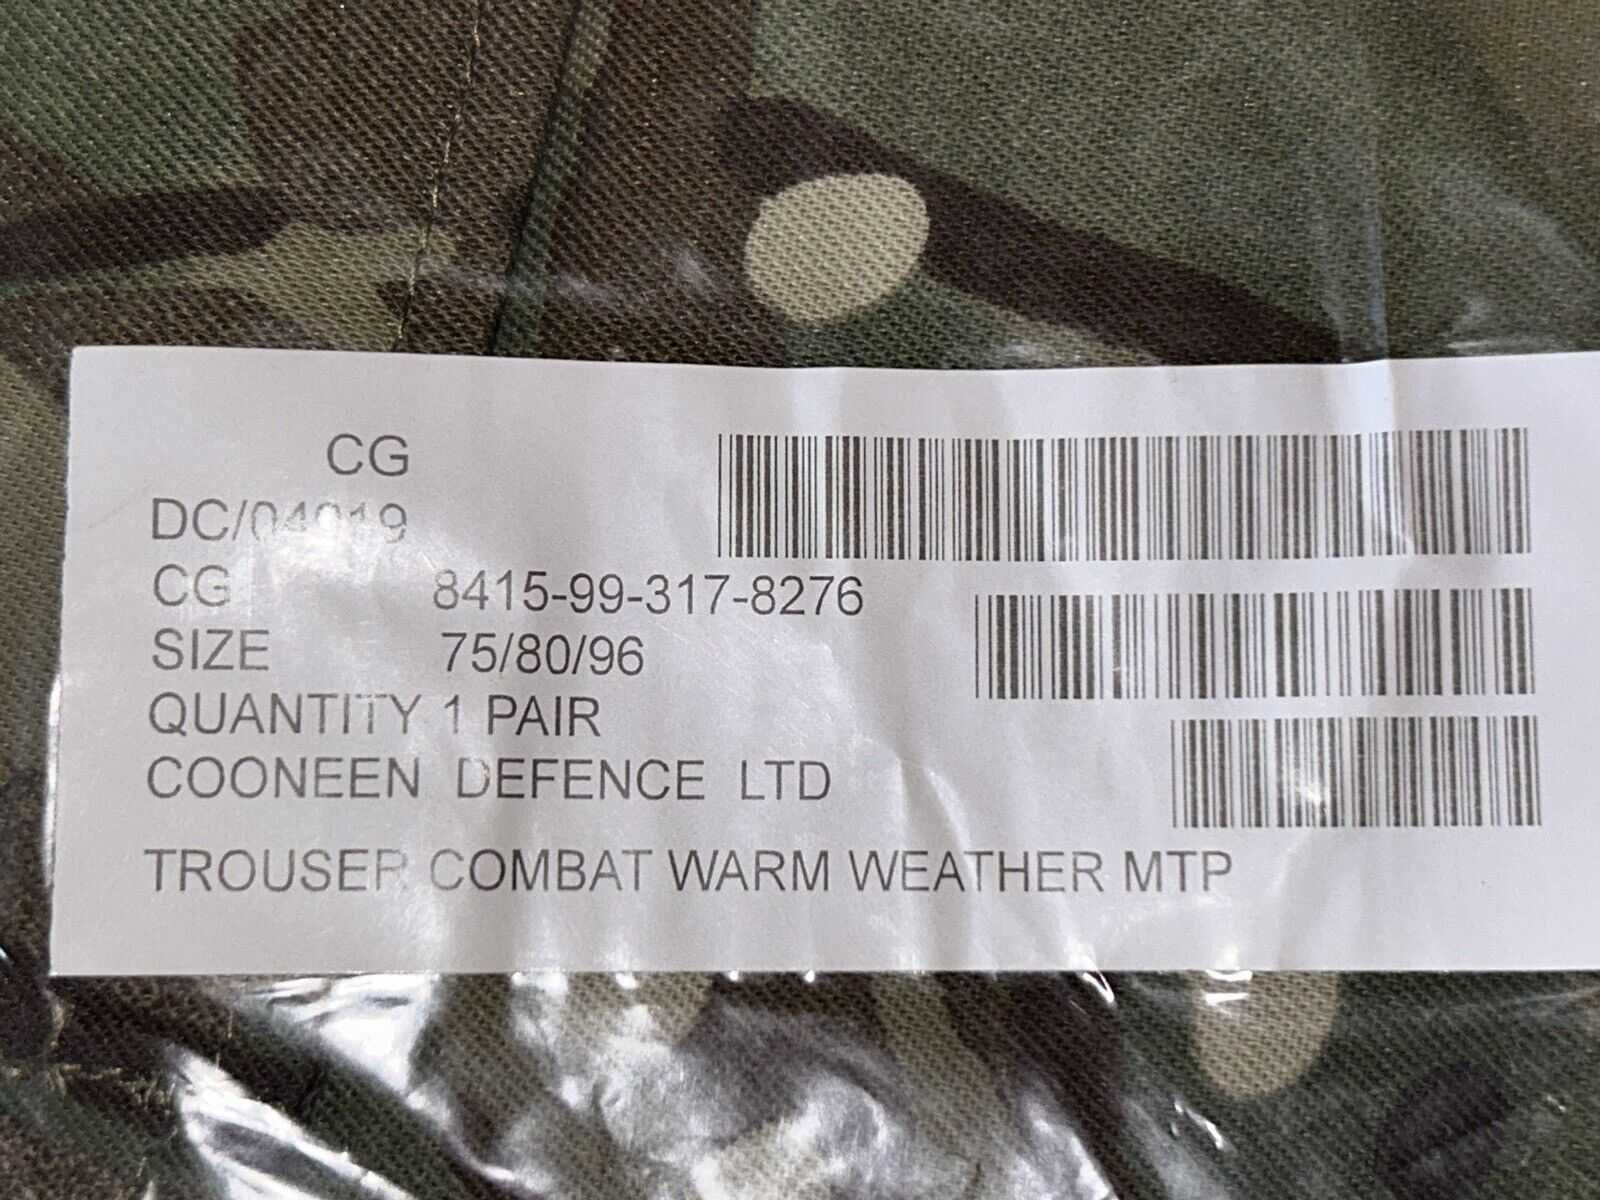 CG
CG 8415-99-317-8276
SIZE 75/80/96
QUANTITY 1 PAIR
COONEEN DEFENCE LTD
TROUSER COMBAT WARM WEATHER MTP